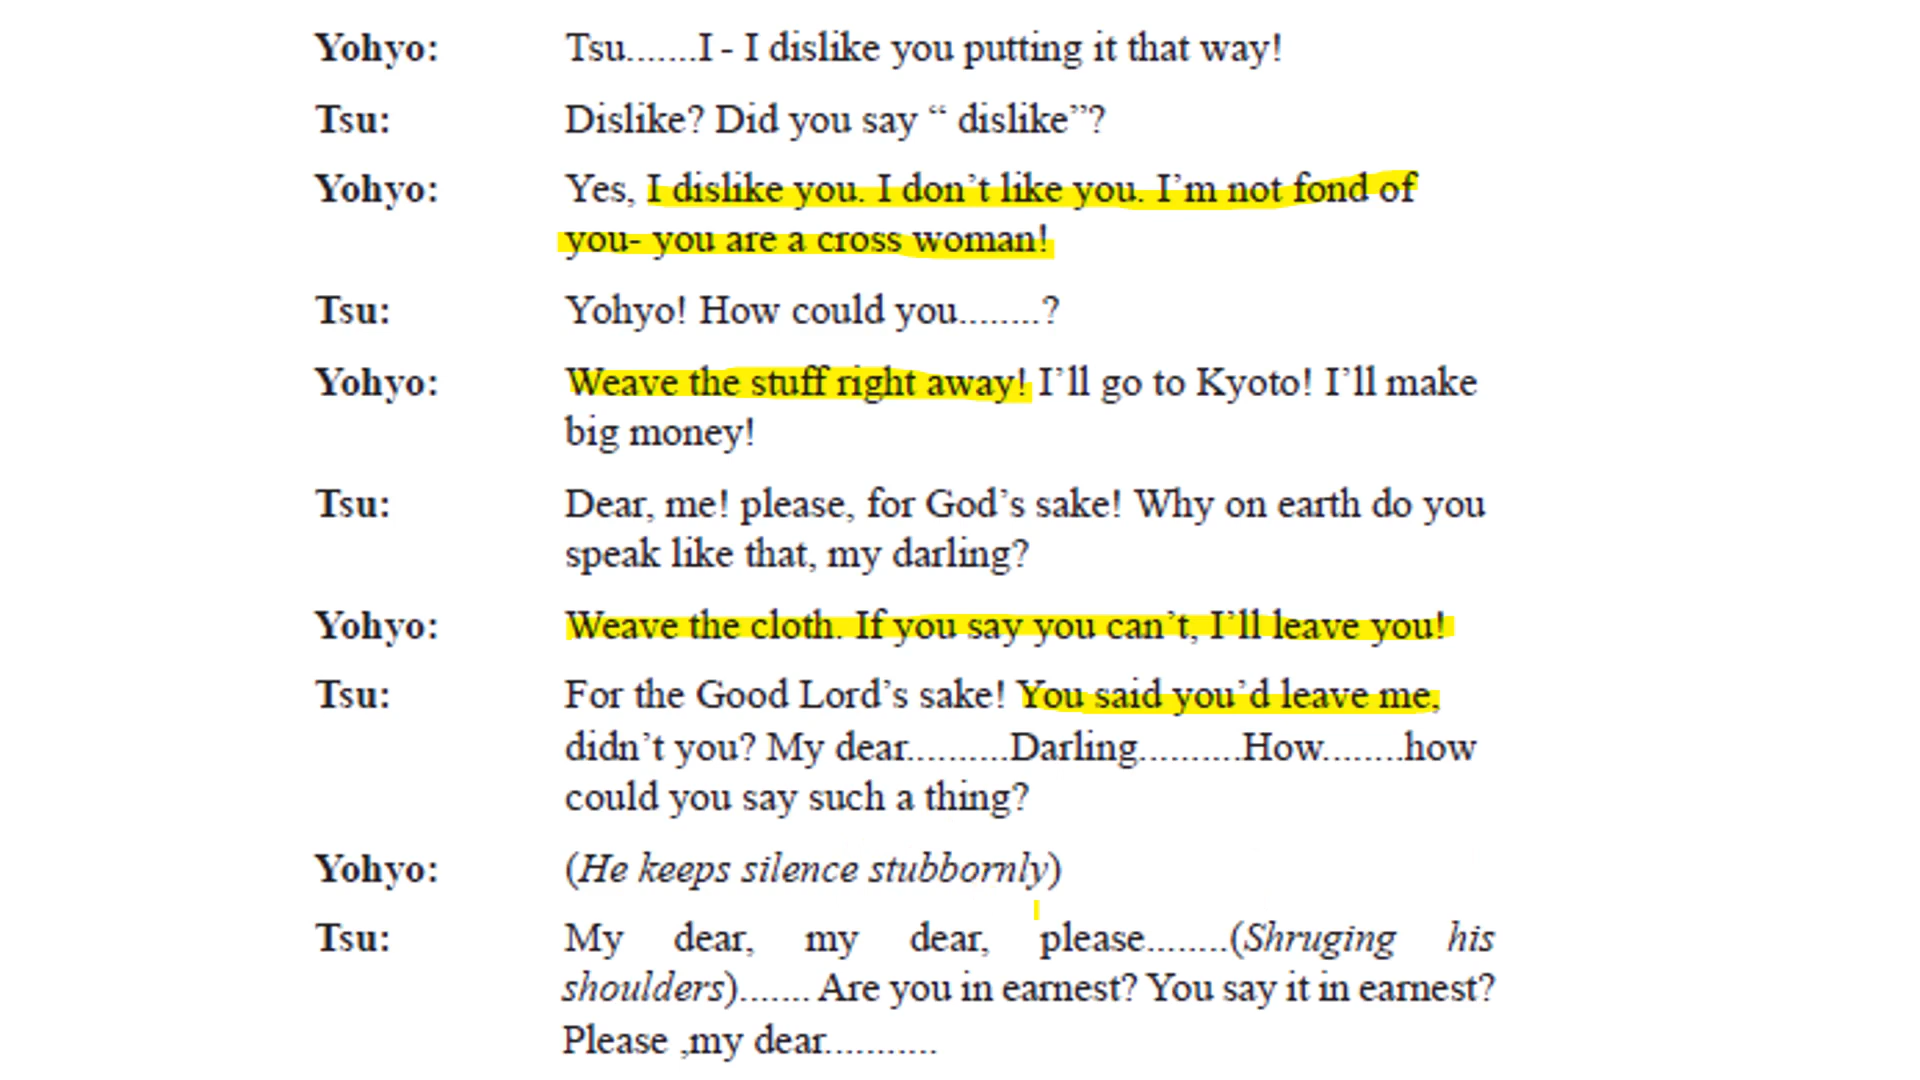 Yohyo: Tsu.......I - I dislike you putting it that way!
Tsu: Dislike? Did you say “ dislike”?
Yohyo: Yes, I dislike you. I don’t like you. I’m not fond of
you- you are a cross woman!
Tsu: Yohyo! How could you........?
Yohyo: Weave the stuff right away! I’ll go to Kyoto! I’ll make
big money!
Tsu: Dear, me! please, for God’s sake! Why on earth do you
speak like that, my darling?
Yohyo: Weave the cloth. If you say you can’t, I’ll leave you!
Tsu: For the Good Lord’s sake! You said you’d leave me,
didn’t you? My dear..........Darling..........How........how
could you say such a thing?
Yohyo: (He keeps silence stubbornly)
Tsu: My dear, my dear, please........(Shruging his
shoulders)....... Are you in earnest? You say it in earnest?
Please ,my dear...........